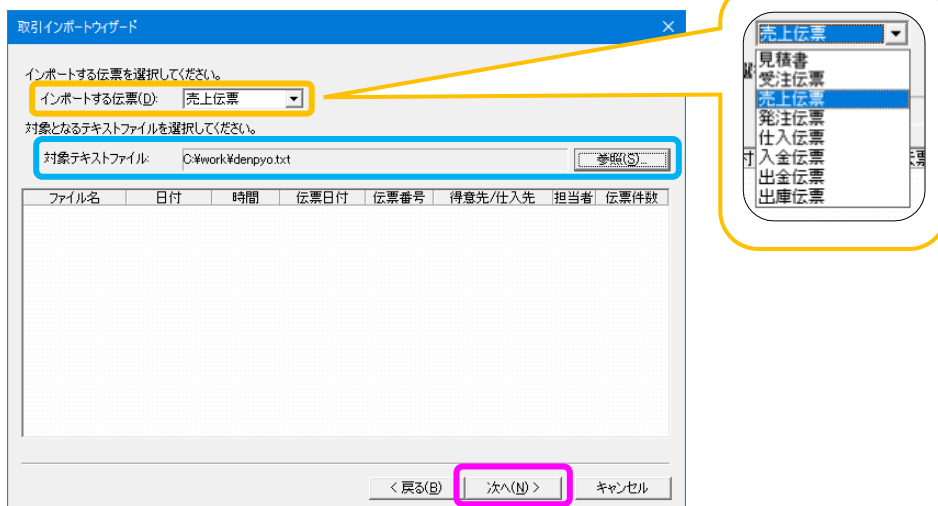 取引インポートウィザード
インポートする伝票を選択してください。
インポートする伝票(D): 売上伝票
対象となるテキストファイルを選択してください。
対象テキストファイル: C:¥work¥denpyo.txt 参照(S)...
ファイル名 日付 時間 伝票日付 伝票番号 得意先/仕入先 担当者 伝票件数
< 戻る(B) 次へ(N) > キャンセル
売上伝票
見積書
受注伝票
売上伝票
発注伝票
仕入伝票
入金伝票
出金伝票
出庫伝票